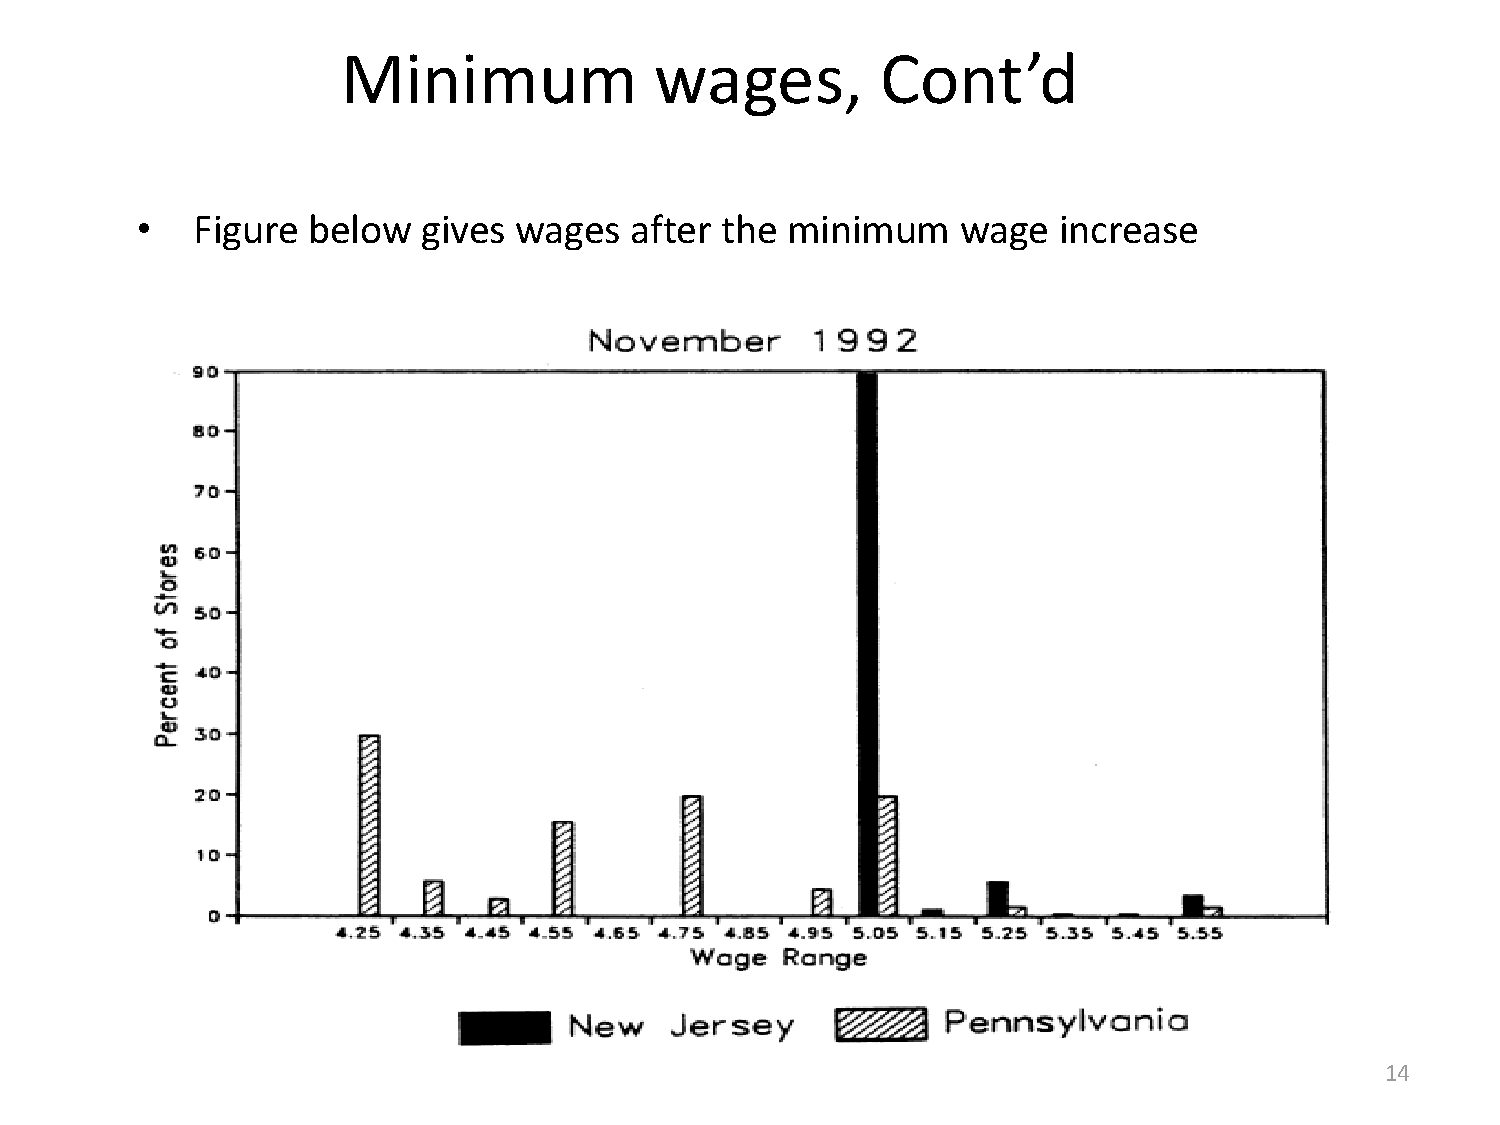 Minimum wages, Cont’d
• Figure below gives wages after the minimum wage increase
November 1992
90
80
70
60
50
40
30
20
10
0
Percent of Stores
4.25 4.35 4.45 4.55 4.65 4.75 4.85 4.95 5.05 5.15 5.25 5.35 5.45 5.55
Wage Range
New Jersey Pennsylvania
14